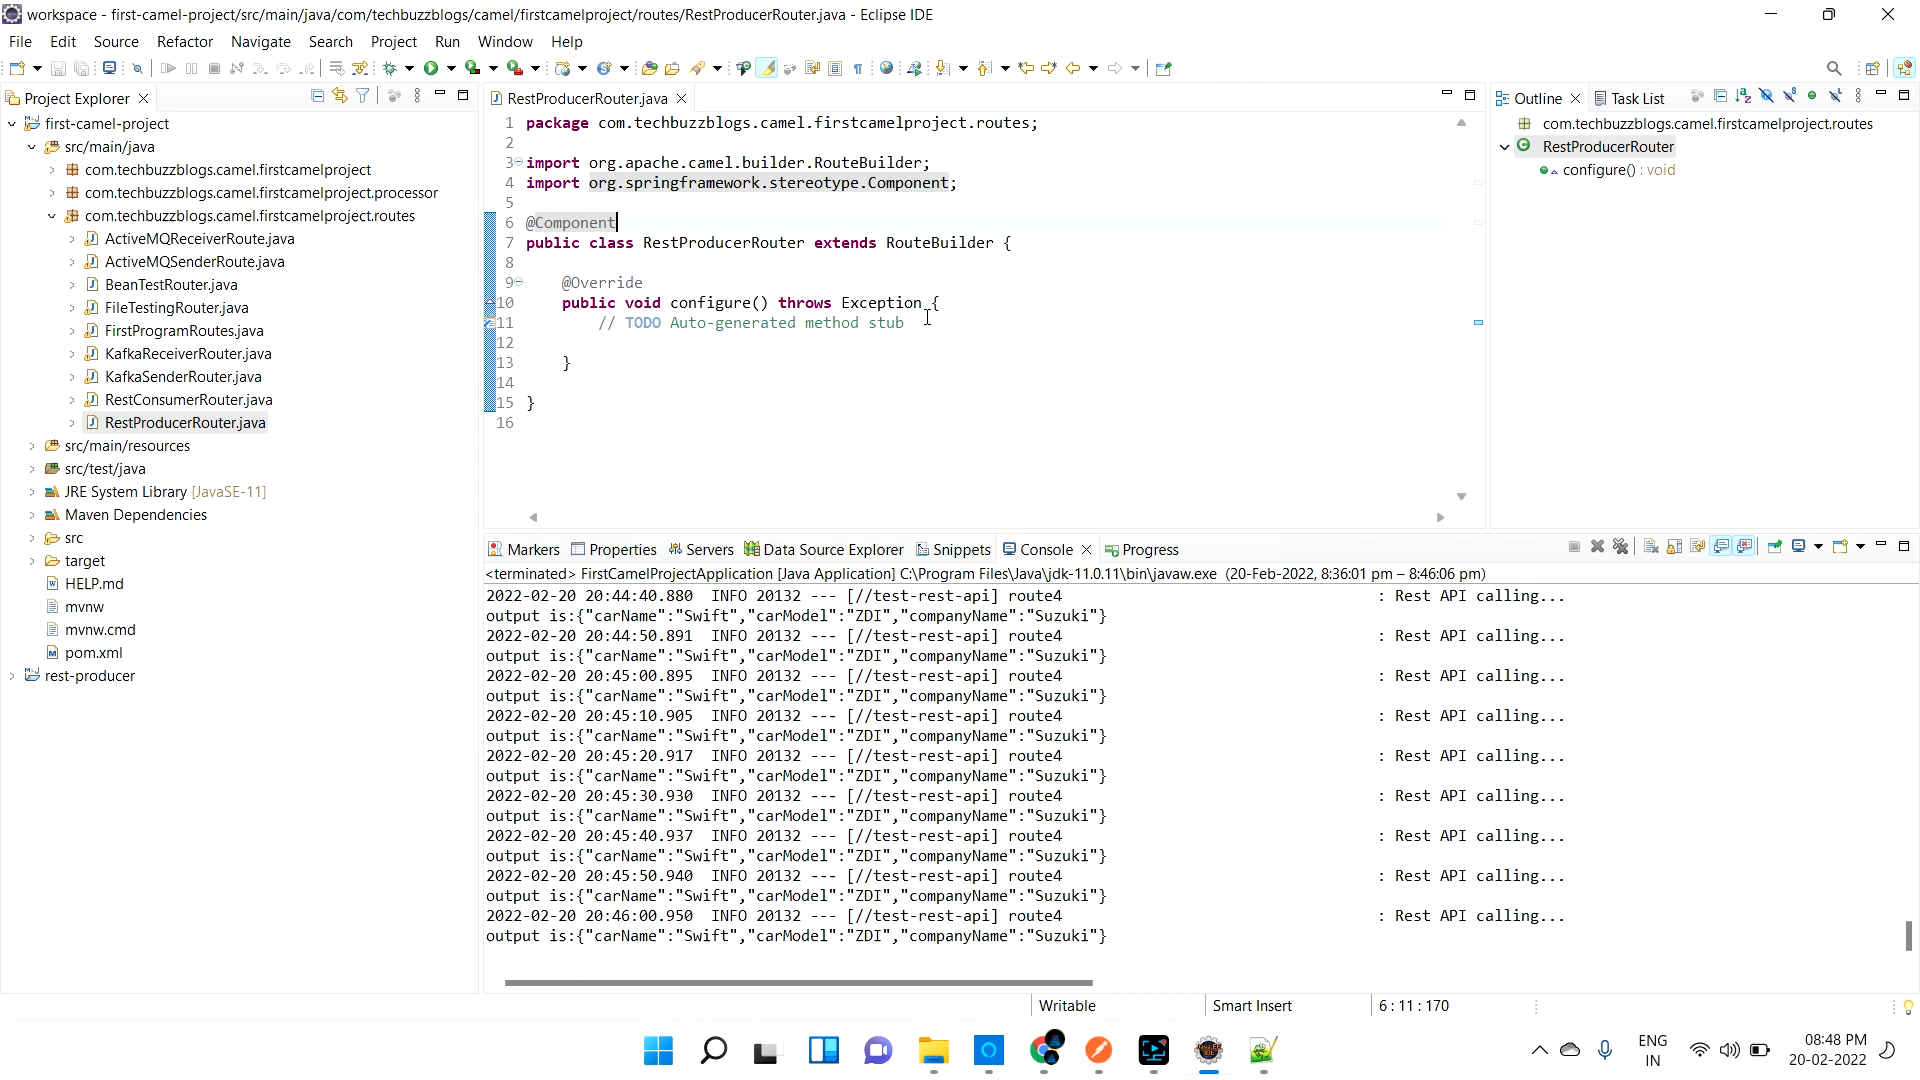 workspace - first-camel-project/src/main/java/com/techbuzzblogs/camel/firstcamelproject/routes/RestProducerRouter.java - Eclipse IDE
File Edit Source Refactor Navigate Search Project Run Window Help
Project Explorer
first-camel-project
src/main/java
com.techbuzzblogs.camel.firstcamelproject
com.techbuzzblogs.camel.firstcamelproject.processor
com.techbuzzblogs.camel.firstcamelproject.routes
ActiveMQReceiverRoute.java
ActiveMQSenderRoute.java
BeanTestRouter.java
FileTestingRouter.java
FirstProgramRoutes.java
KafkaReceiverRouter.java
KafkaSenderRouter.java
RestConsumerRouter.java
RestProducerRouter.java
src/main/resources
src/test/java
JRE System Library [JavaSE-11]
Maven Dependencies
src
target
HELP.md
mvnw
mvnw.cmd
pom.xml
rest-producer
RestProducerRouter.java
1 package com.techbuzzblogs.camel.firstcamelproject.routes;
2
3 import org.apache.camel.builder.RouteBuilder;
4 import org.springframework.stereotype.Component;
5
6 @Component
7 public class RestProducerRouter extends RouteBuilder {
8
9 @Override
10 public void configure() throws Exception {
11 // TODO Auto-generated method stub
12
13 }
14
15 }
16
Outline Task List
com.techbuzzblogs.camel.firstcamelproject.routes
RestProducerRouter
configure() : void
Markers Properties Servers Data Source Explorer Snippets Console Progress
<terminated> FirstCamelProjectApplication [Java Application] C:\Program Files\Java\jdk-11.0.11\bin\javaw.exe (20-Feb-2022, 8:36:01 pm – 8:46:06 pm)
2022-02-20 20:44:40.880 INFO 20132 --- [//test-rest-api] route4 : Rest API calling...
output is:{"carName":"Swift","carModel":"ZDI","companyName":"Suzuki"}
2022-02-20 20:44:50.891 INFO 20132 --- [//test-rest-api] route4 : Rest API calling...
output is:{"carName":"Swift","carModel":"ZDI","companyName":"Suzuki"}
2022-02-20 20:45:00.895 INFO 20132 --- [//test-rest-api] route4 : Rest API calling...
output is:{"carName":"Swift","carModel":"ZDI","companyName":"Suzuki"}
2022-02-20 20:45:10.905 INFO 20132 --- [//test-rest-api] route4 : Rest API calling...
output is:{"carName":"Swift","carModel":"ZDI","companyName":"Suzuki"}
2022-02-20 20:45:20.917 INFO 20132 --- [//test-rest-api] route4 : Rest API calling...
output is:{"carName":"Swift","carModel":"ZDI","companyName":"Suzuki"}
2022-02-20 20:45:30.930 INFO 20132 --- [//test-rest-api] route4 : Rest API calling...
output is:{"carName":"Swift","carModel":"ZDI","companyName":"Suzuki"}
2022-02-20 20:45:40.937 INFO 20132 --- [//test-rest-api] route4 : Rest API calling...
output is:{"carName":"Swift","carModel":"ZDI","companyName":"Suzuki"}
2022-02-20 20:45:50.940 INFO 20132 --- [//test-rest-api] route4 : Rest API calling...
output is:{"carName":"Swift","carModel":"ZDI","companyName":"Suzuki"}
2022-02-20 20:46:00.950 INFO 20132 --- [//test-rest-api] route4 : Rest API calling...
output is:{"carName":"Swift","carModel":"ZDI","companyName":"Suzuki"}
Writable Smart Insert 6 : 11 : 170
ENG
IN
08:48 PM
20-02-2022